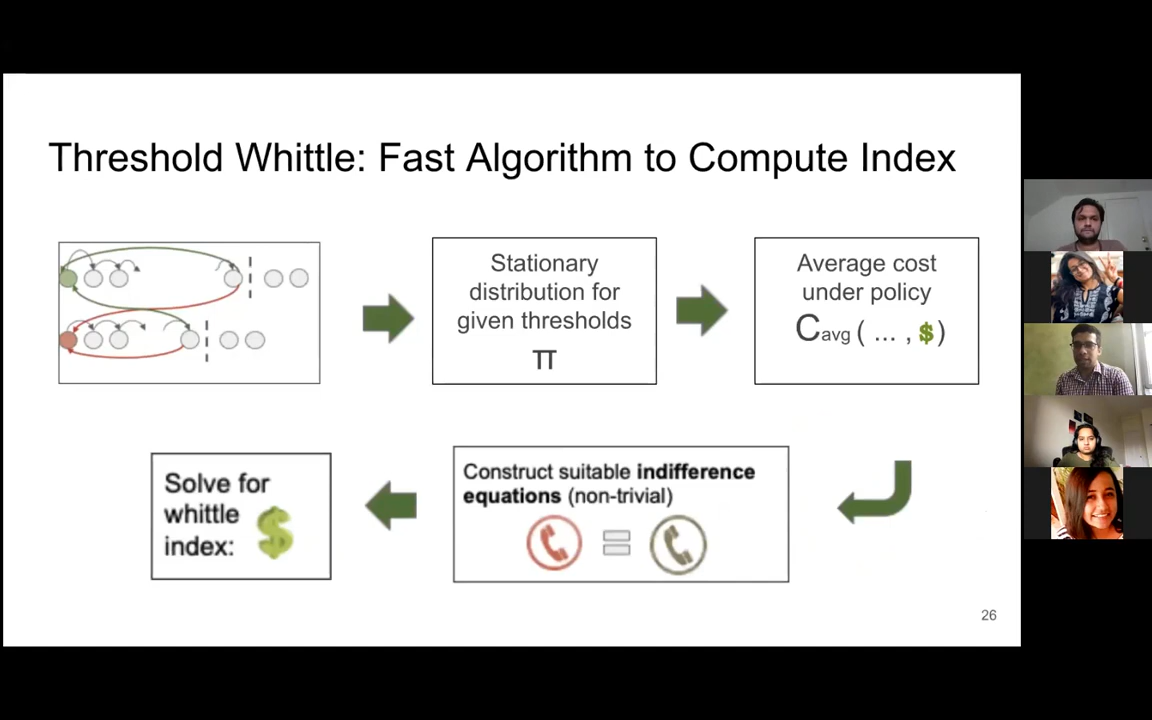 Threshold Whittle: Fast Algorithm to Compute Index
Stationary
distribution for
given thresholds
π
Average cost
under policy
Cavg ( ... , $)
Construct suitable indifference
equations (non-trivial)
=
Solve for
whittle
index: $
26